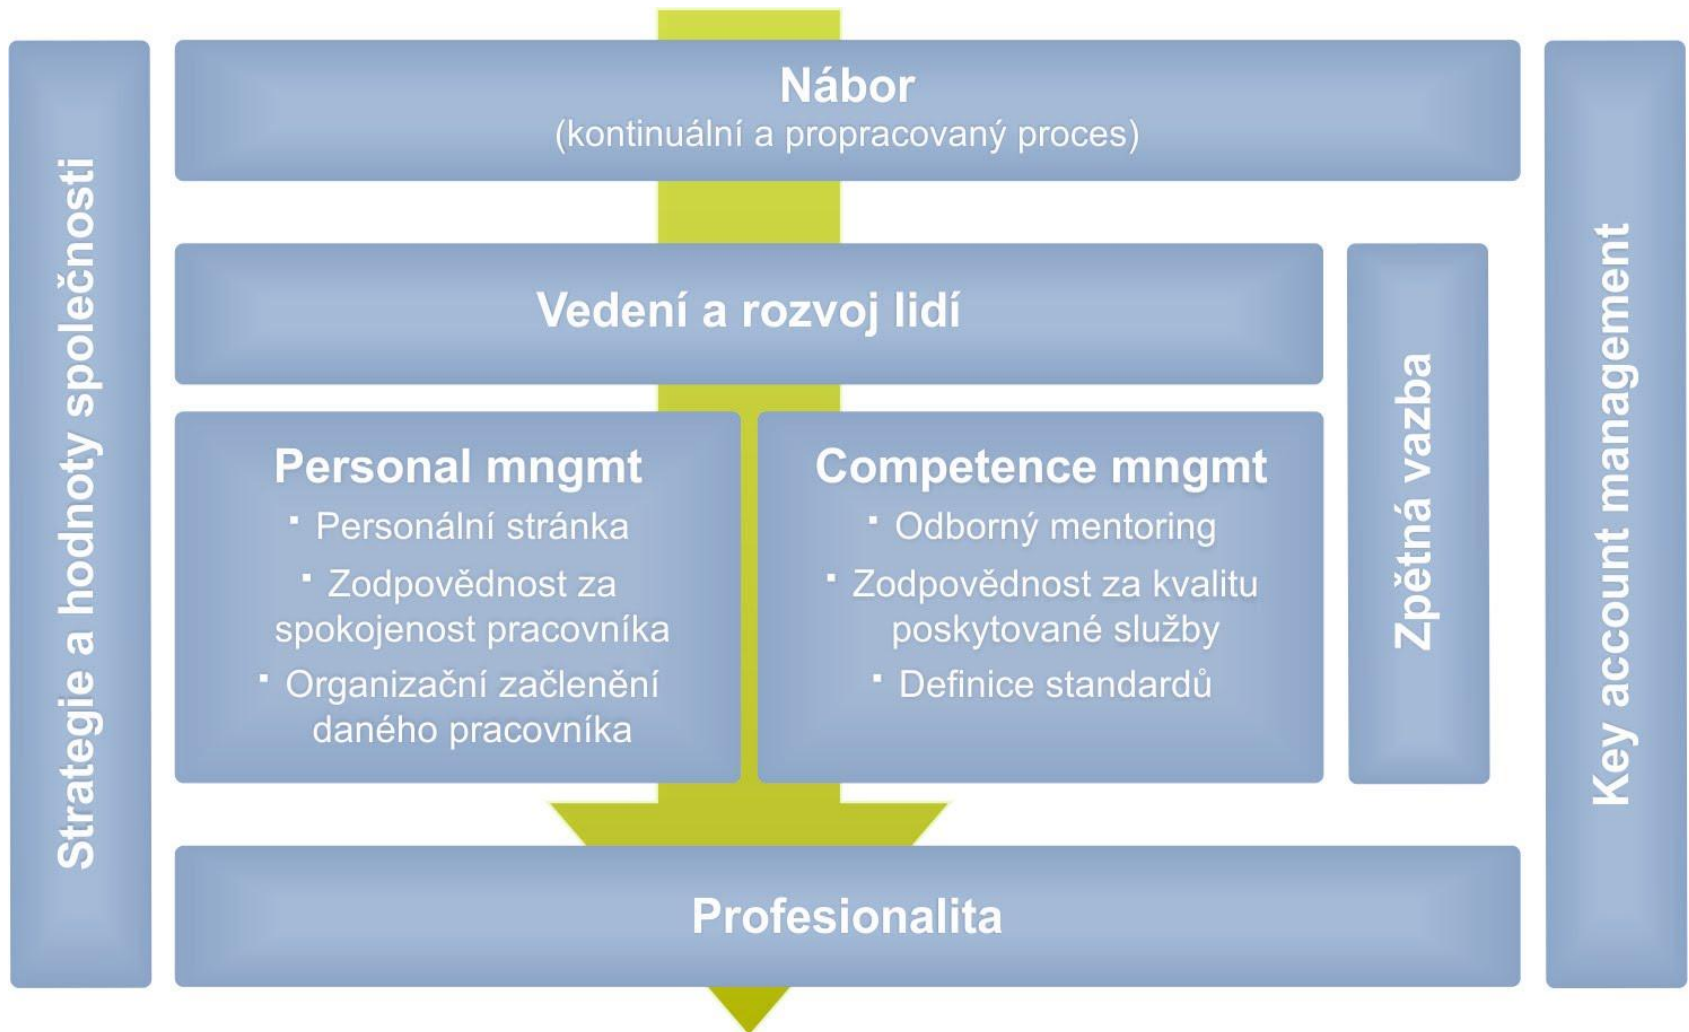 Strategie a hodnoty společnosti
Nábor
(kontinuální a propracovaný proces)
Vedení a rozvoj lidí
Personal mngmt
▪ Personální stránka
▪ Zodpovědnost za
spokojenost pracovníka
▪ Organizační začlenění
daného pracovníka
Competence mngmt
▪ Odborný mentoring
▪ Zodpovědnost za kvalitu
poskytované služby
▪ Definice standardů
Zpětná vazba
Profesionalita
Key account management